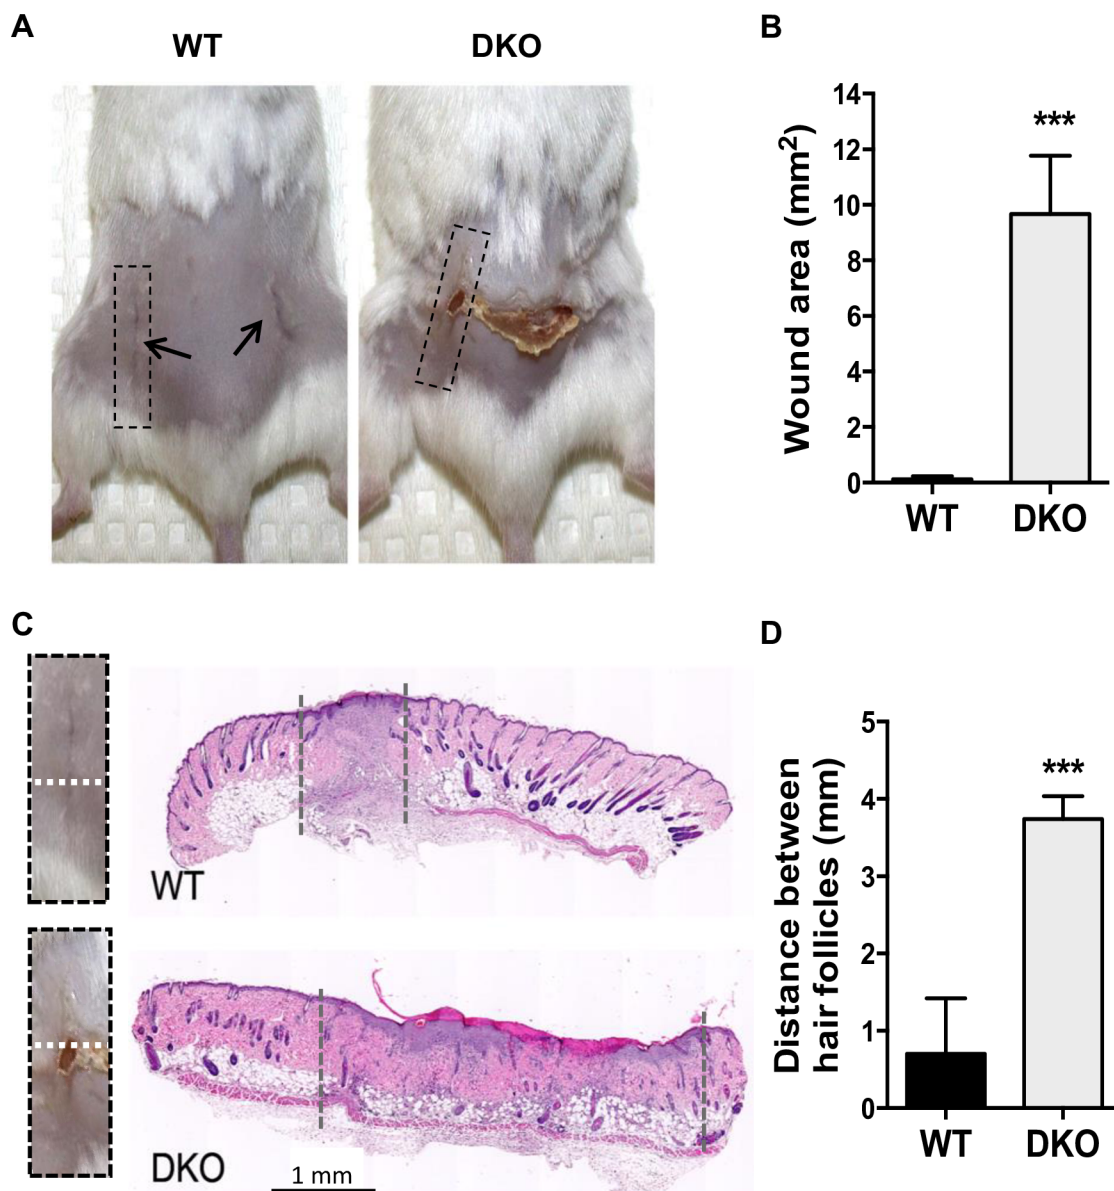 A
WT
DKO
B
Wound area (mm²)
14
12
10
8
6
4
2
0
***
WT
DKO
C
WT
DKO
1 mm
D
Distance between
hair follicles (mm)
5
4
3
2
1
0
***
WT
DKO